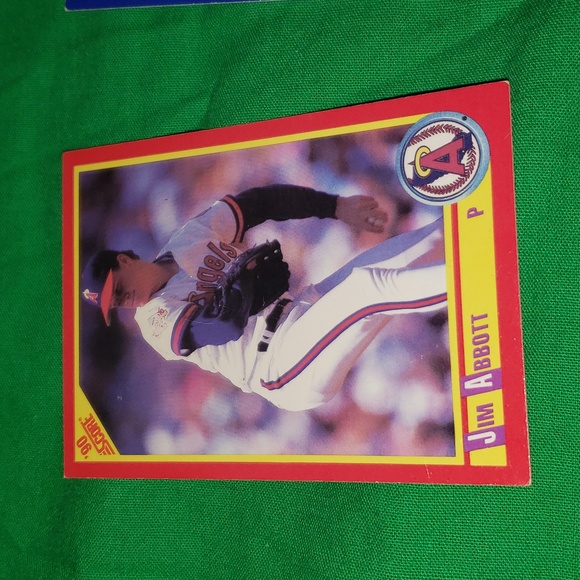 '90 SCORE
Angels
A
A
JIM ABBOTT P